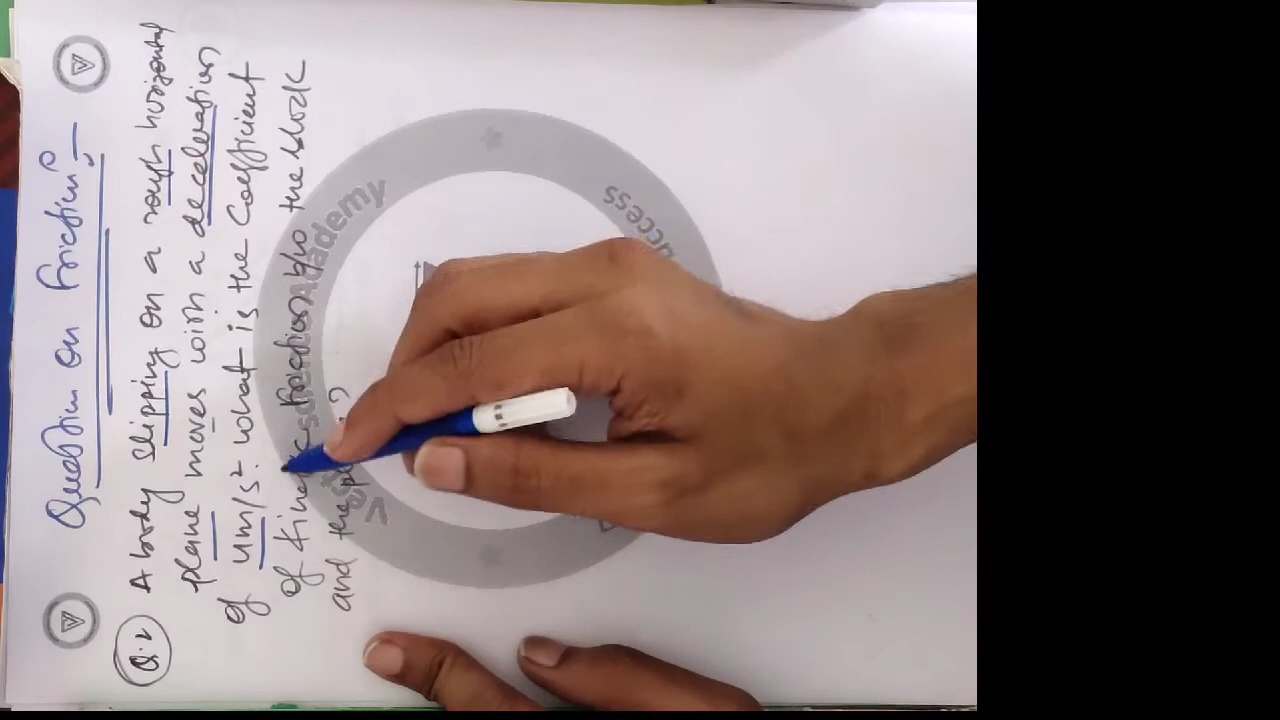 Question on friction:-
Q.2 A body slipping on a rough horizontal
plane moves with a deceleration
of 4m/s². what is the Coefficient
of kinetic friction b/w the block
and the ?
Academy